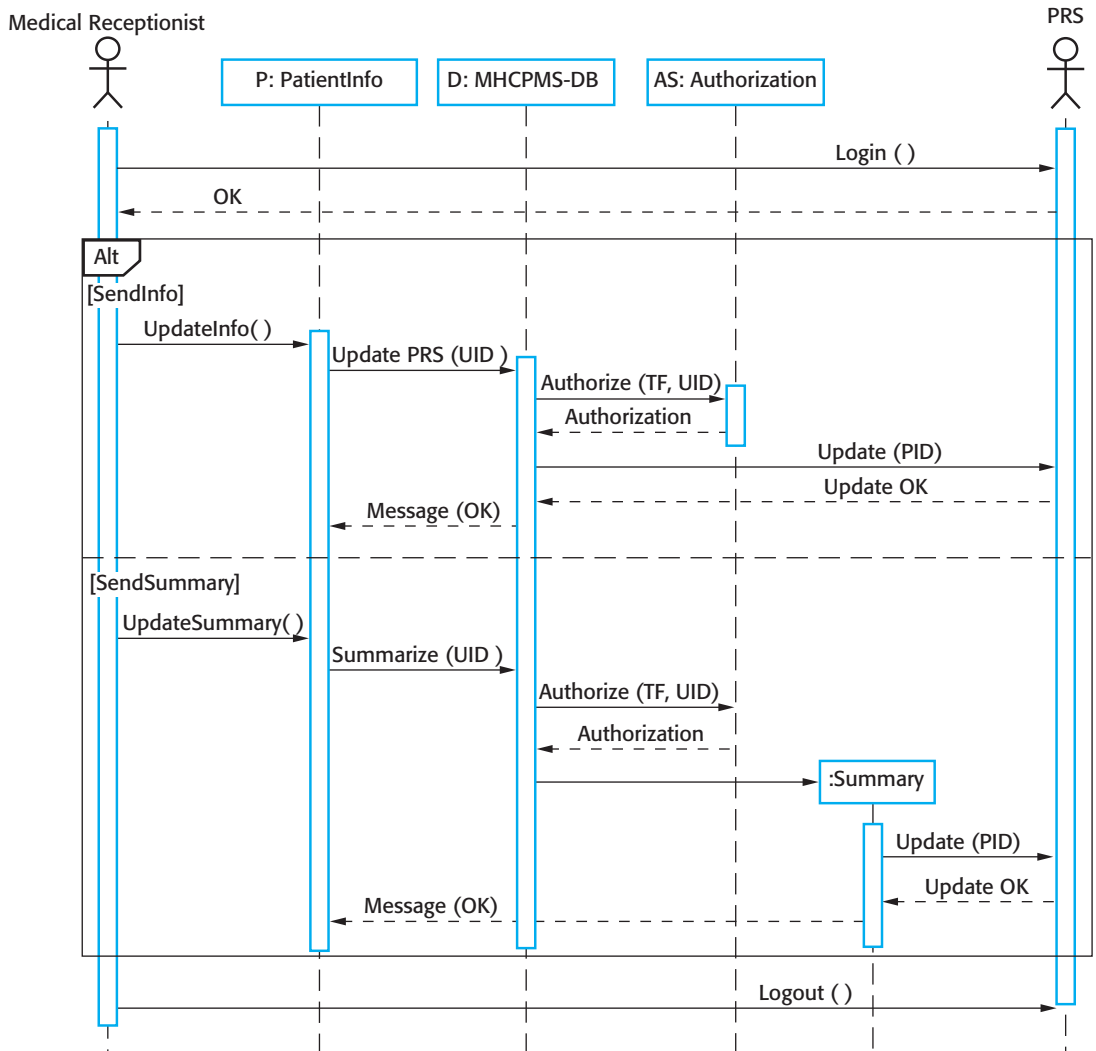 Medical Receptionist
PRS
P: PatientInfo
D: MHCPMS-DB
AS: Authorization
Login ( )
OK
Alt
[SendInfo]
UpdateInfo( )
Update PRS (UID )
Authorize (TF, UID)
Authorization
Update (PID)
Update OK
Message (OK)
[SendSummary]
UpdateSummary( )
Summarize (UID )
Authorize (TF, UID)
Authorization
:Summary
Update (PID)
Update OK
Message (OK)
Logout ( )